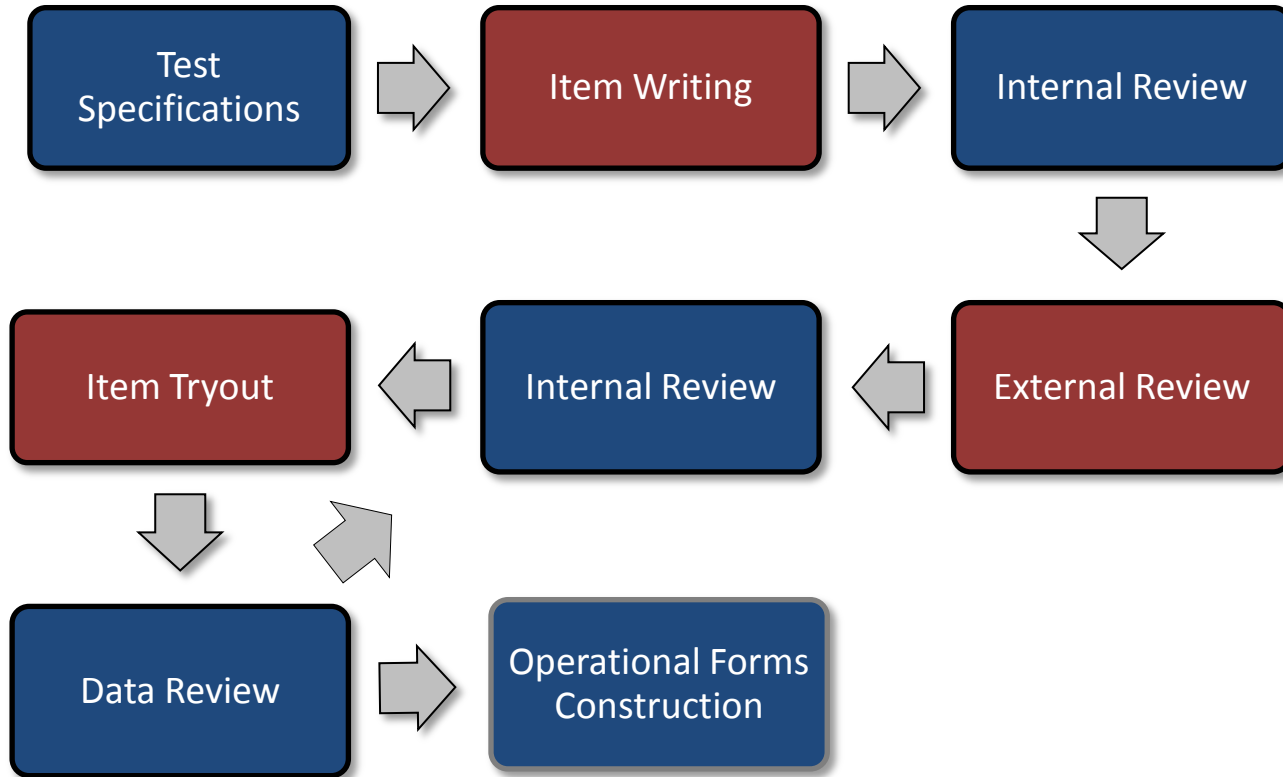 Test
Specifications
Item Writing
Internal Review
Item Tryout
Internal Review
External Review
Data Review
Operational Forms
Construction